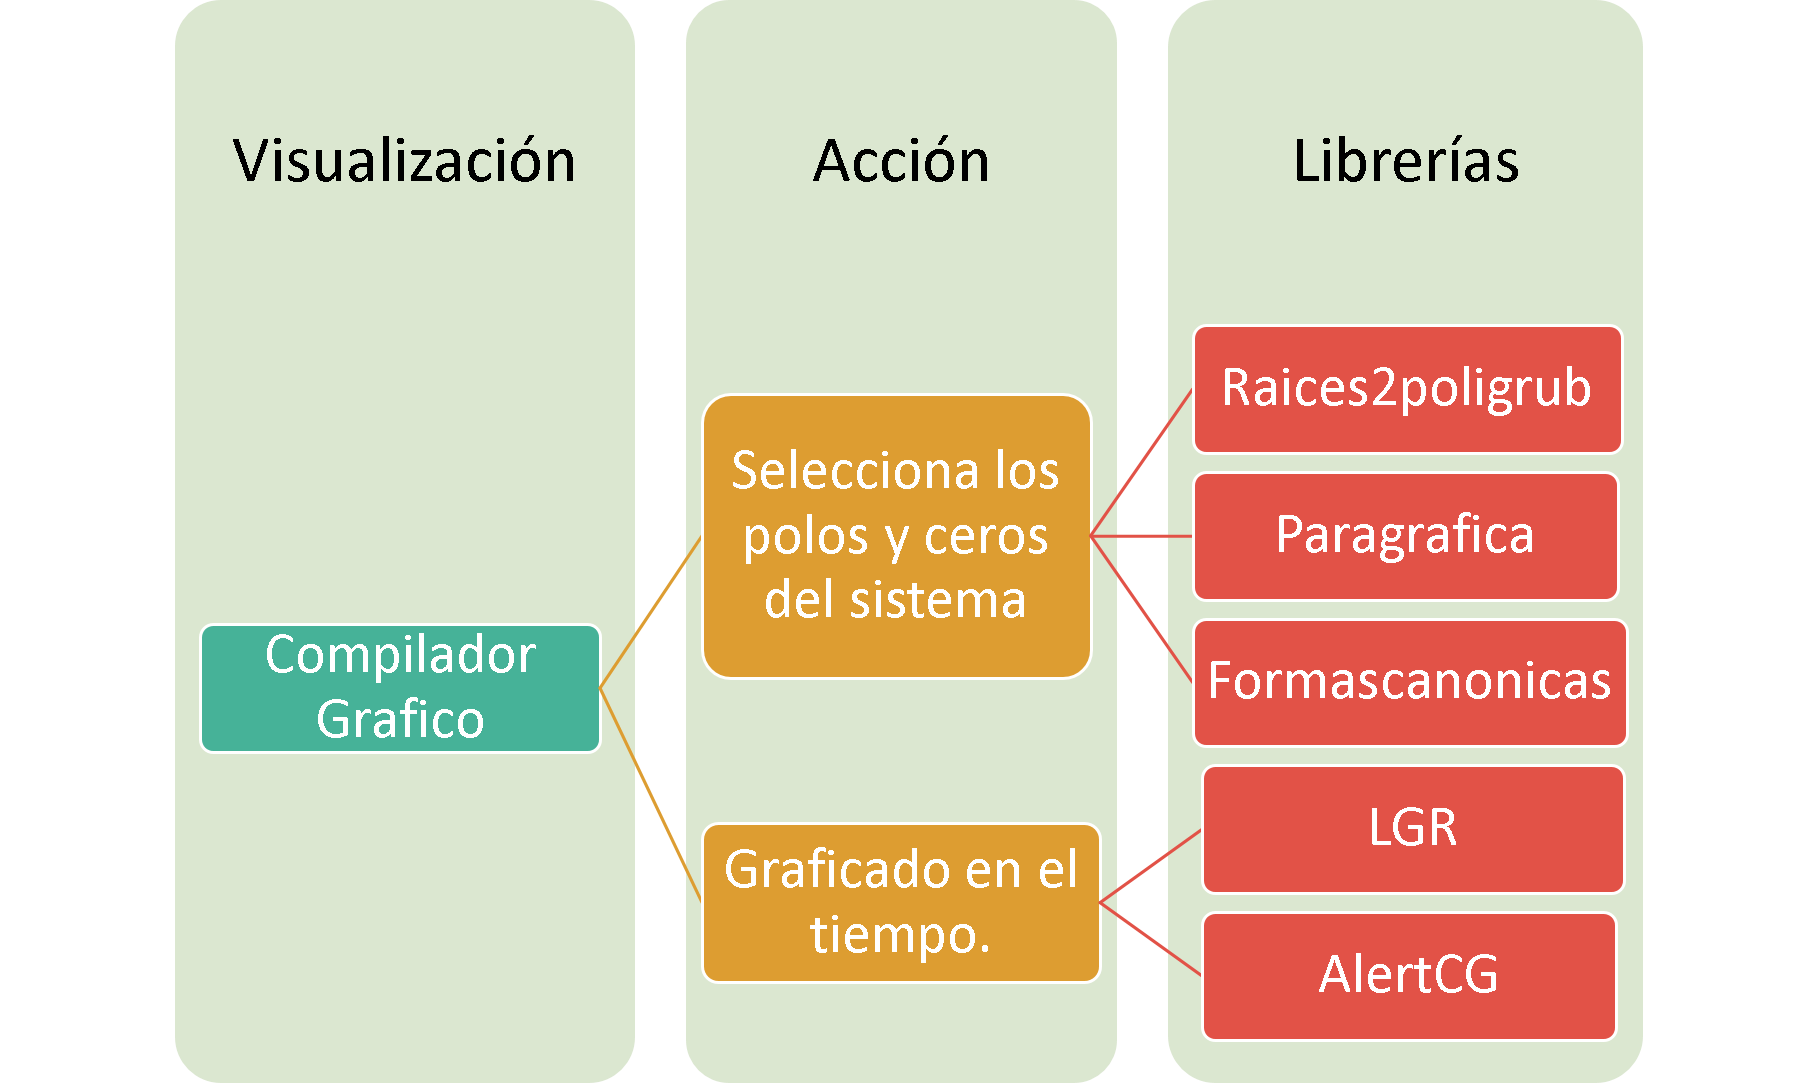 Visualización
Acción
Librerías
Compilador
Grafico
Selecciona los
polos y ceros
del sistema
Graficado en el
tiempo.
Raices2poligrub
Paragrafica
Formascanonicas
LGR
AlertCG